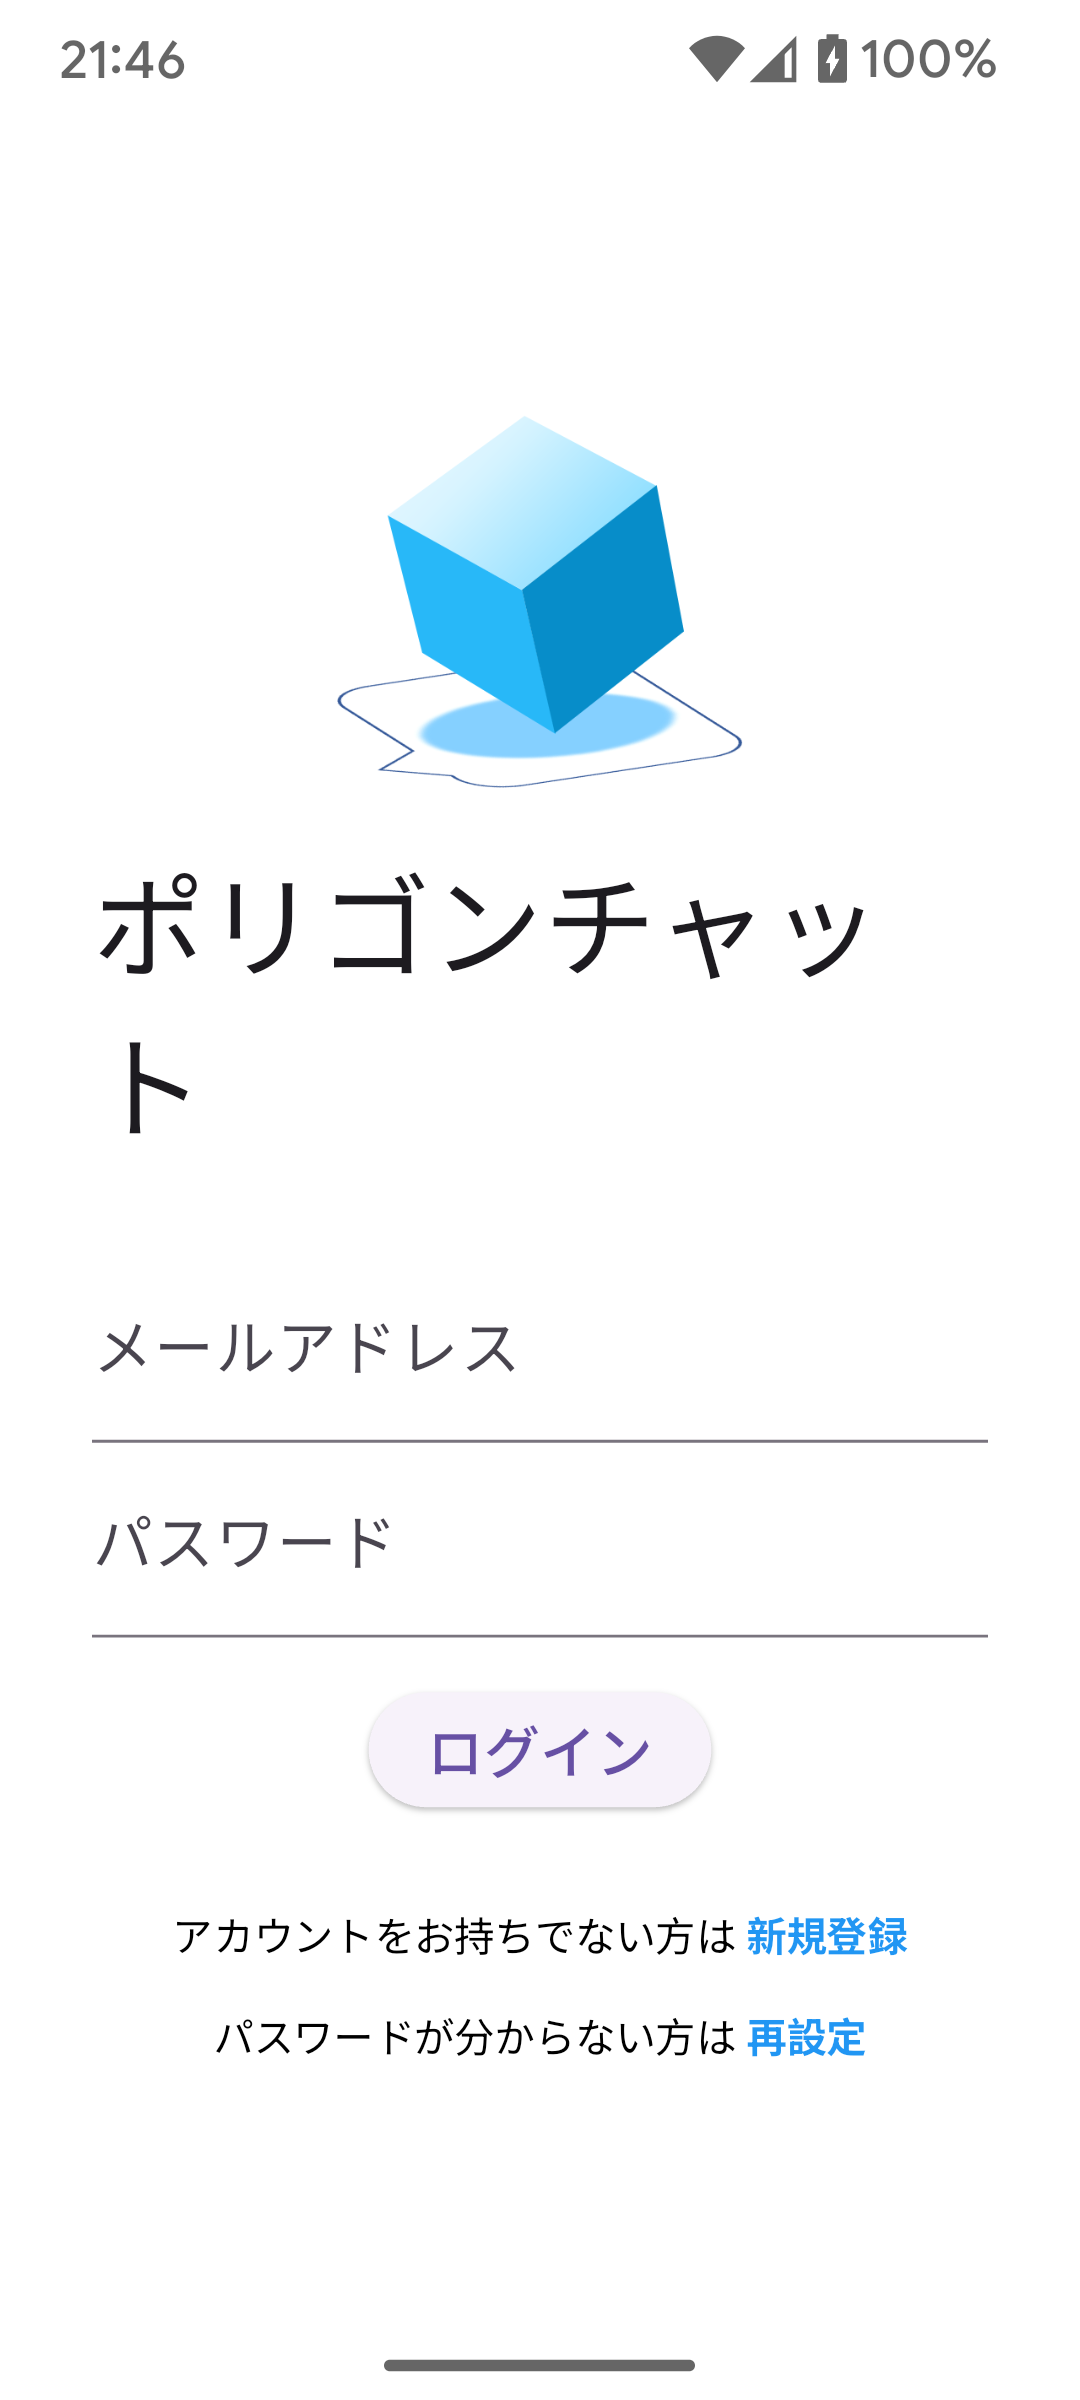 21:46 100%
ポリゴンチャッ
ト
メールアドレス
パスワード
ログイン
アカウントをお持ちでない方は 新規登録
パスワードが分からない方は 再設定